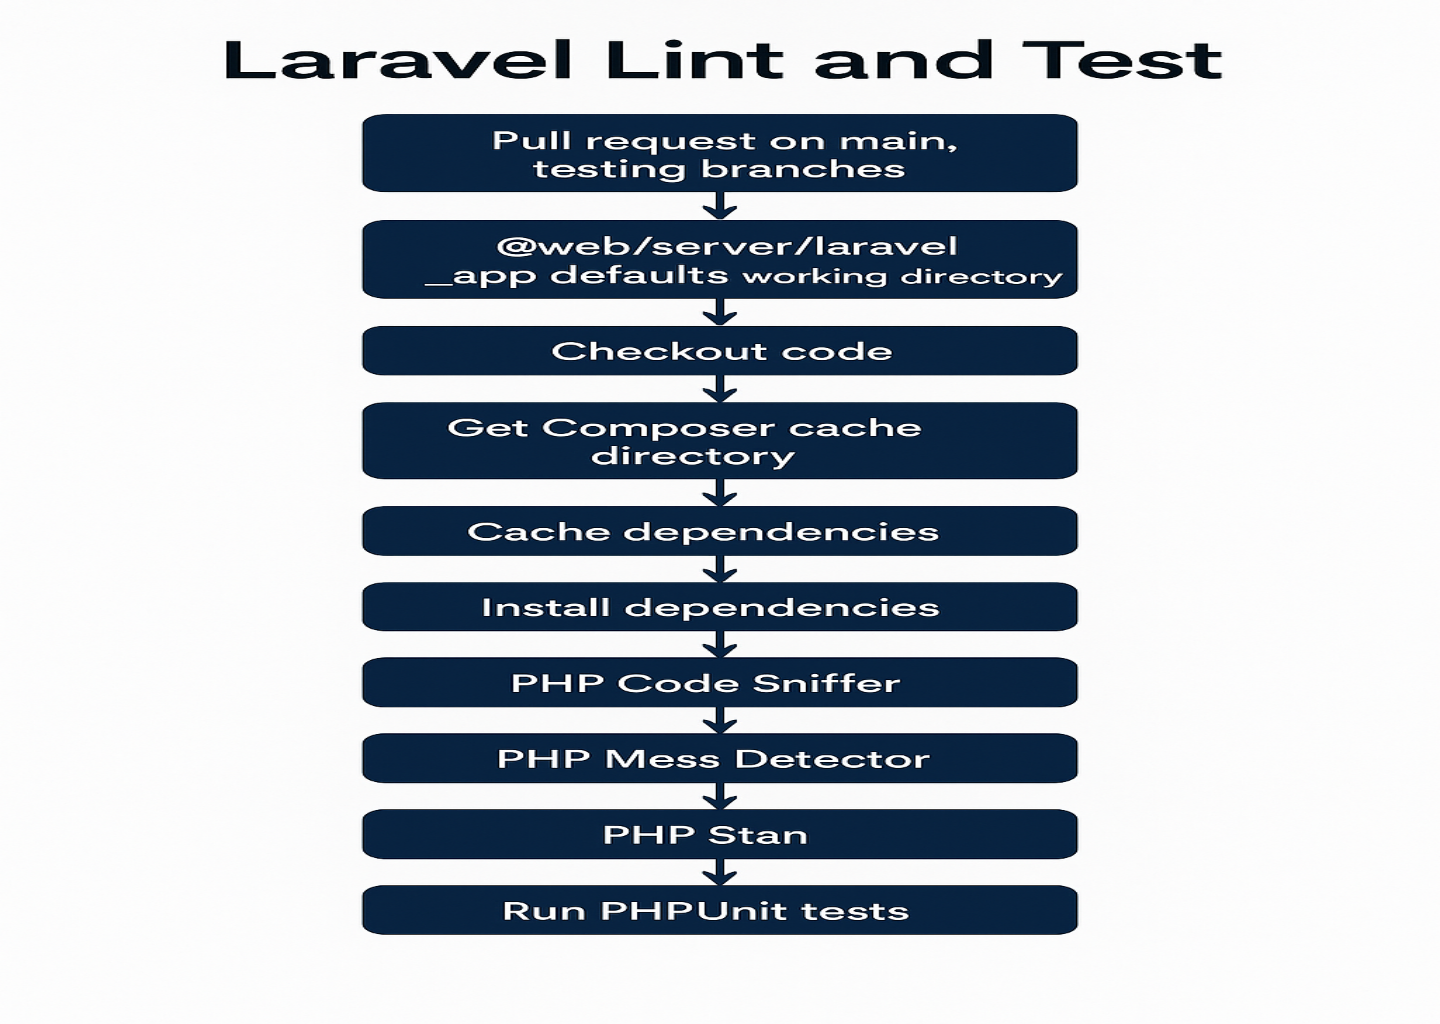 Laravel Lint and Test
Pull request on main,
testing branches
@web/server/laravel
_app defaults working directory
Checkout code
Get Composer cache
directory
Cache dependencies
Install dependencies
PHP Code Sniffer
PHP Mess Detector
PHP Stan
Run PHPUnit tests